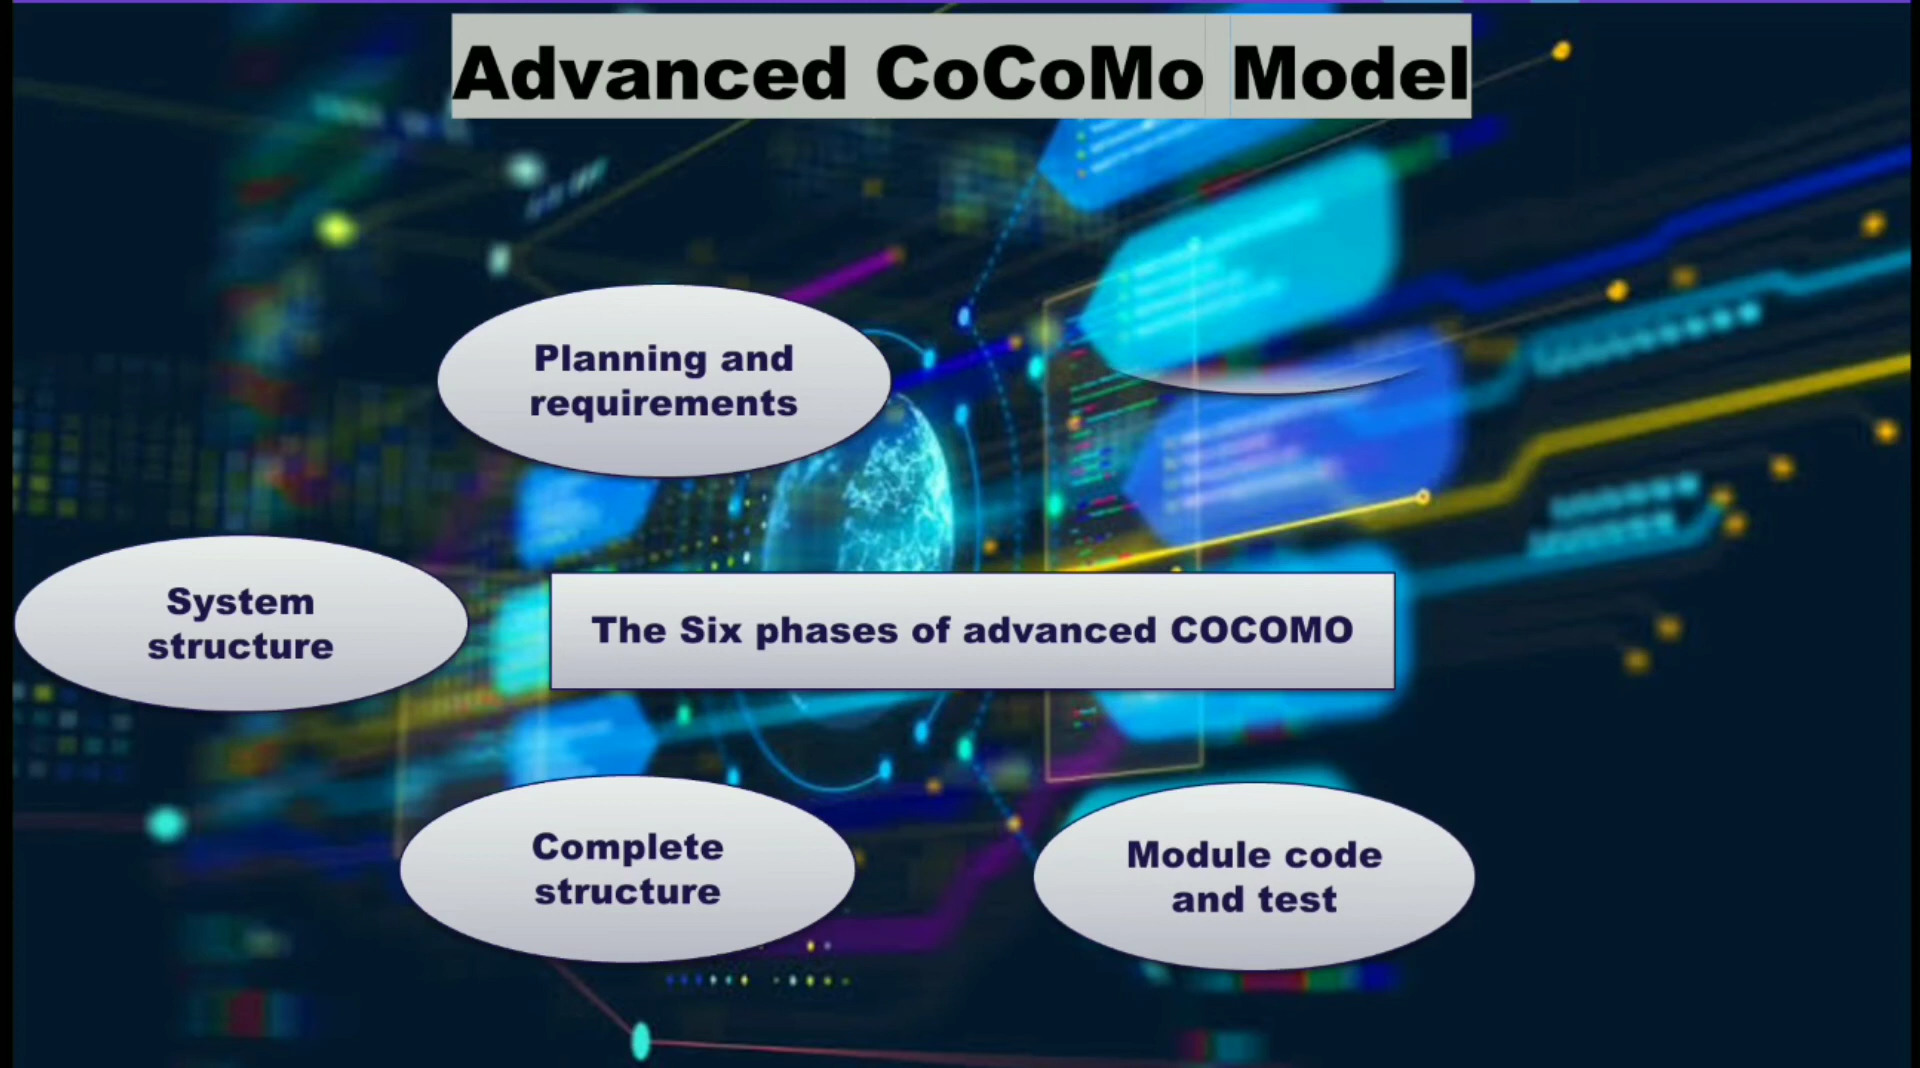 Advanced CoCoMo Model
Planning and
requirements
System
structure
The Six phases of advanced COCOMO
Complete
structure
Module code
and test